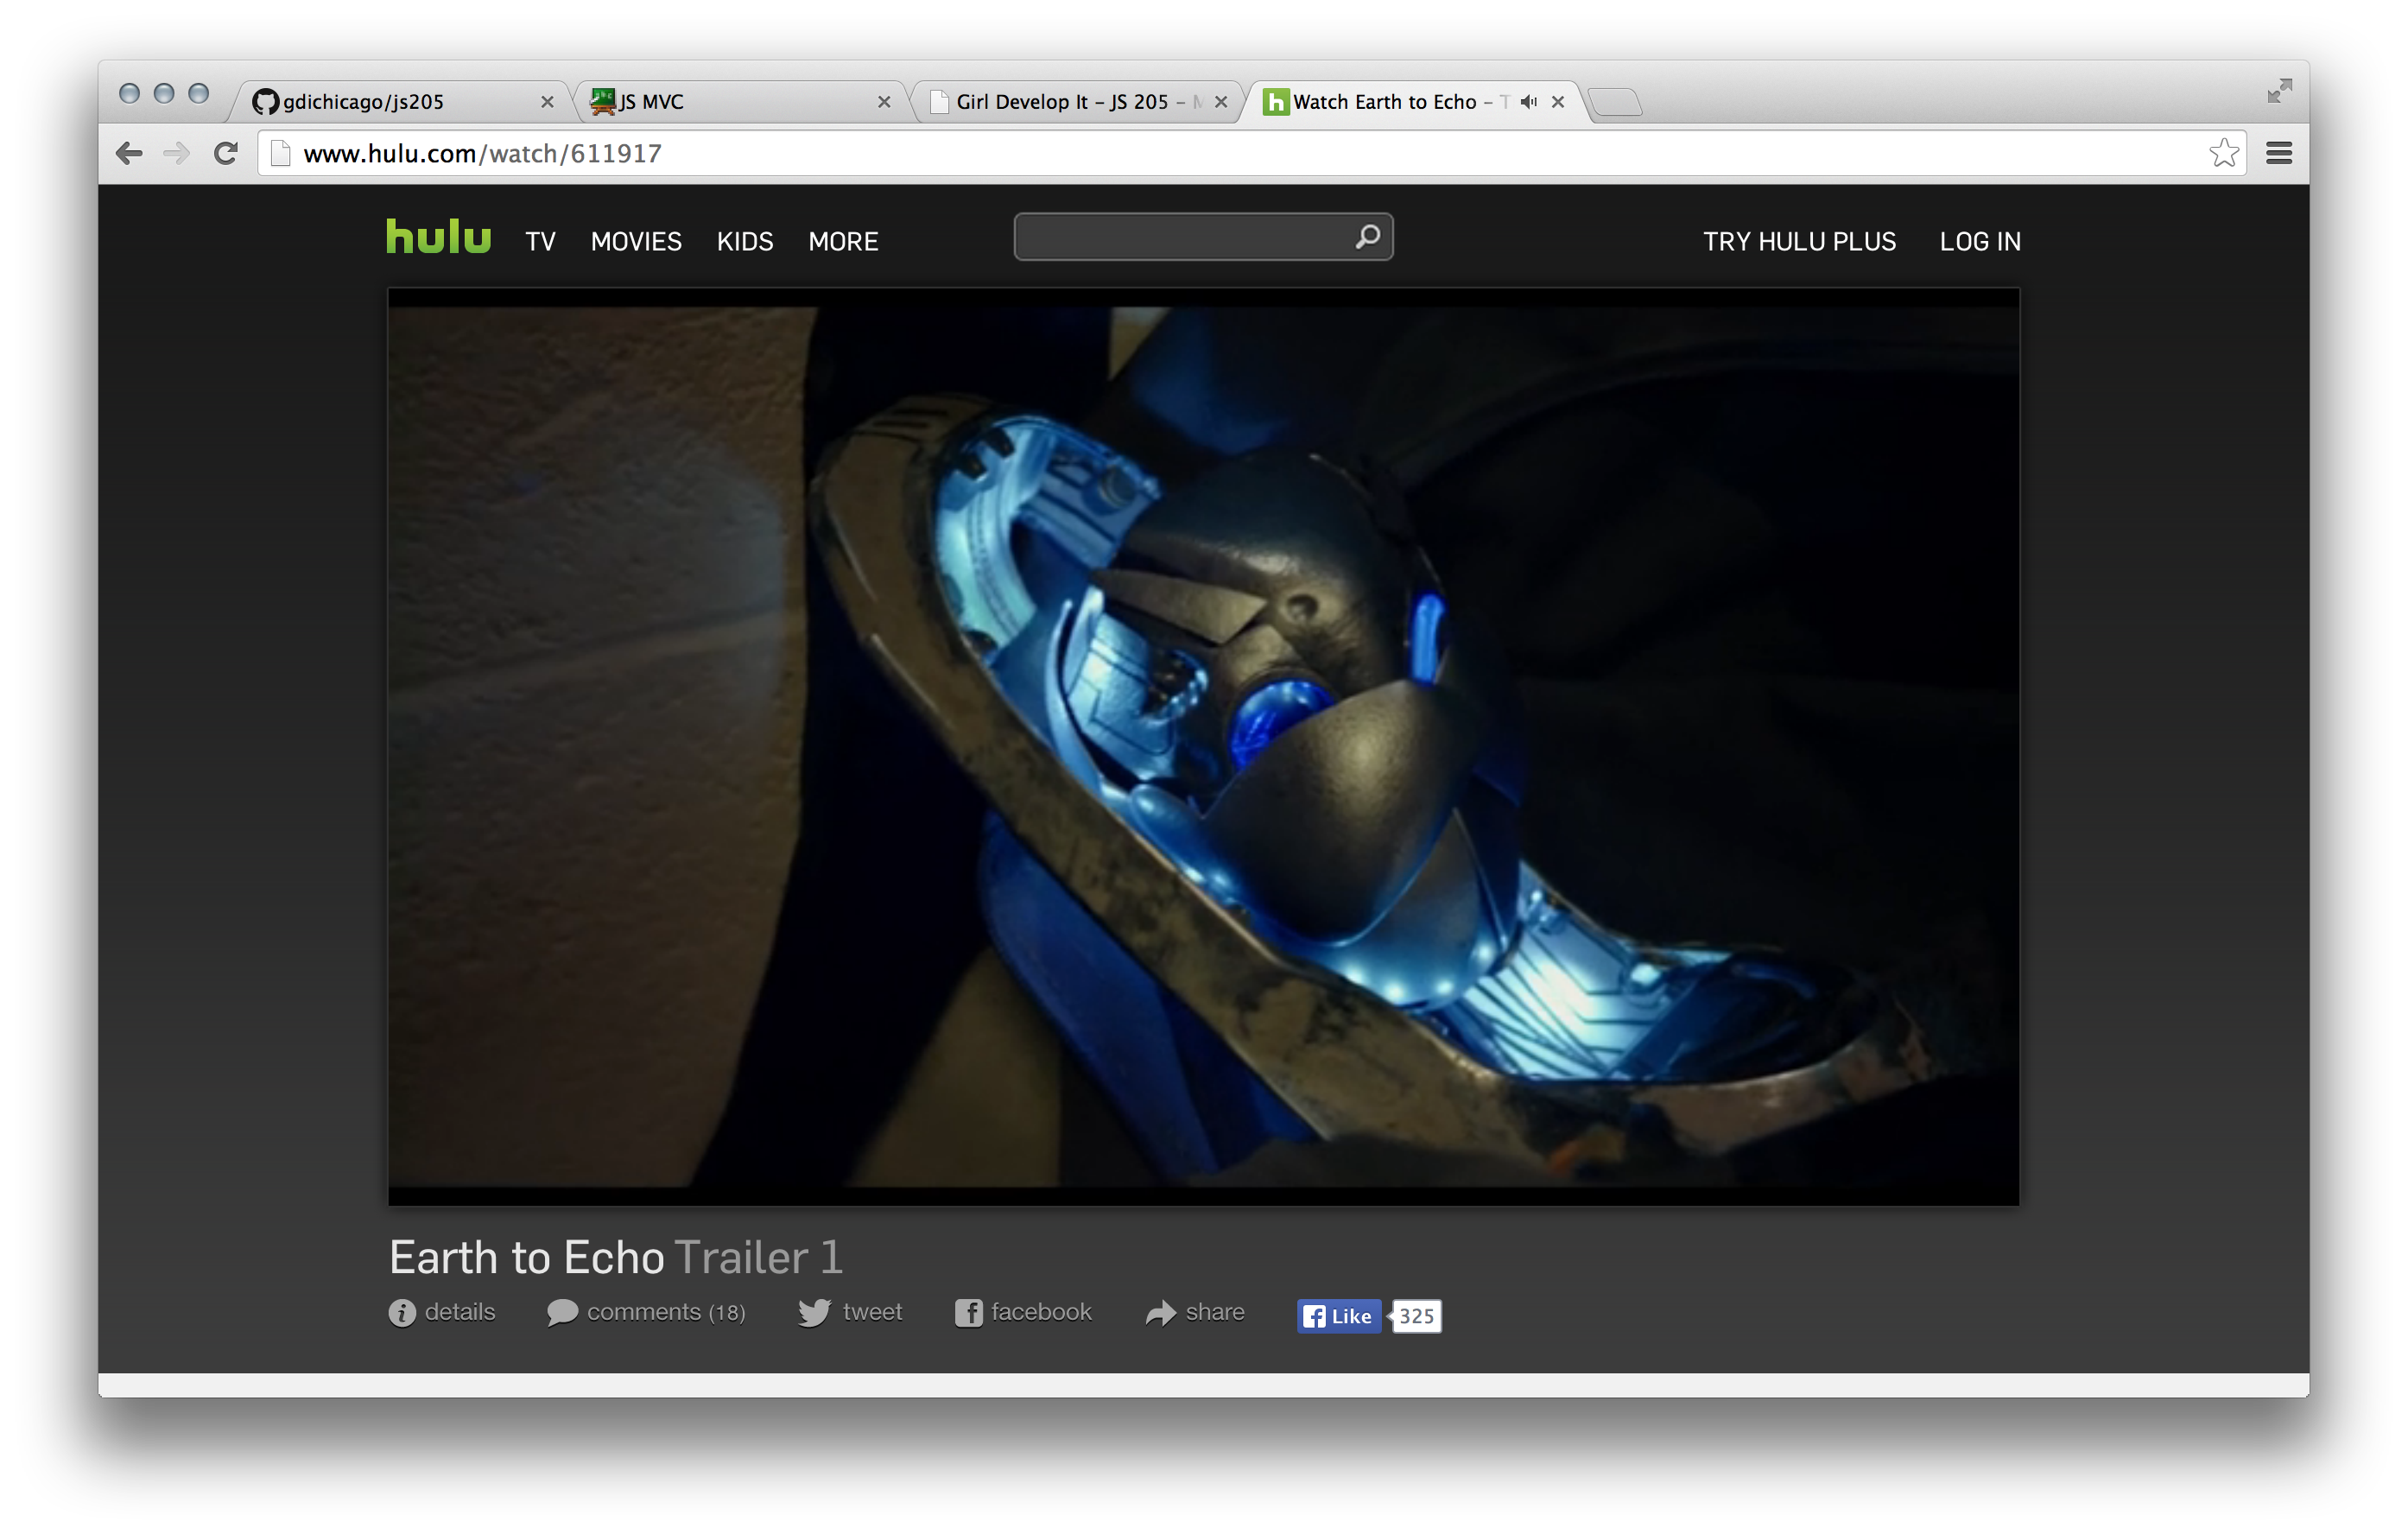 gdichicago/js205
JS MVC
Girl Develop It – JS 205 –
Watch Earth to Echo –
www.hulu.com/watch/611917
hulu TV MOVIES KIDS MORE TRY HULU PLUS LOG IN
Earth to Echo Trailer 1
details comments (18) tweet facebook share Like 325